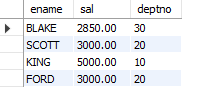 ename sal deptno
BLAKE 2850.00 30
SCOTT 3000.00 20
KING 5000.00 10
FORD 3000.00 20